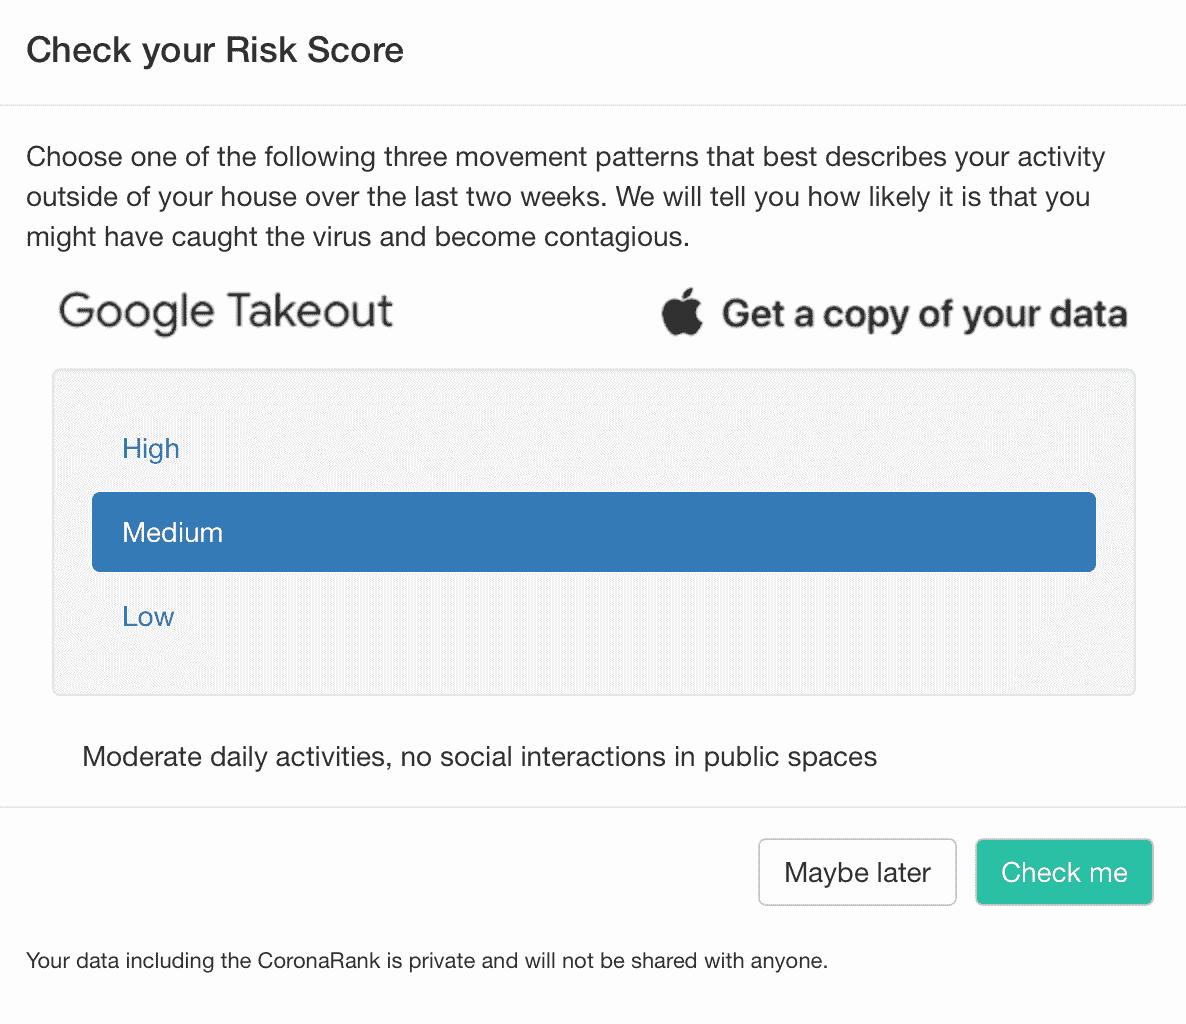 Check your Risk Score
Choose one of the following three movement patterns that best describes your activity
outside of your house over the last two weeks. We will tell you how likely it is that you
might have caught the virus and become contagious.
Google Takeout
Get a copy of your data
High
Medium
Low
Moderate daily activities, no social interactions in public spaces
Maybe later
Check me
Your data including the CoronaRank is private and will not be shared with anyone.